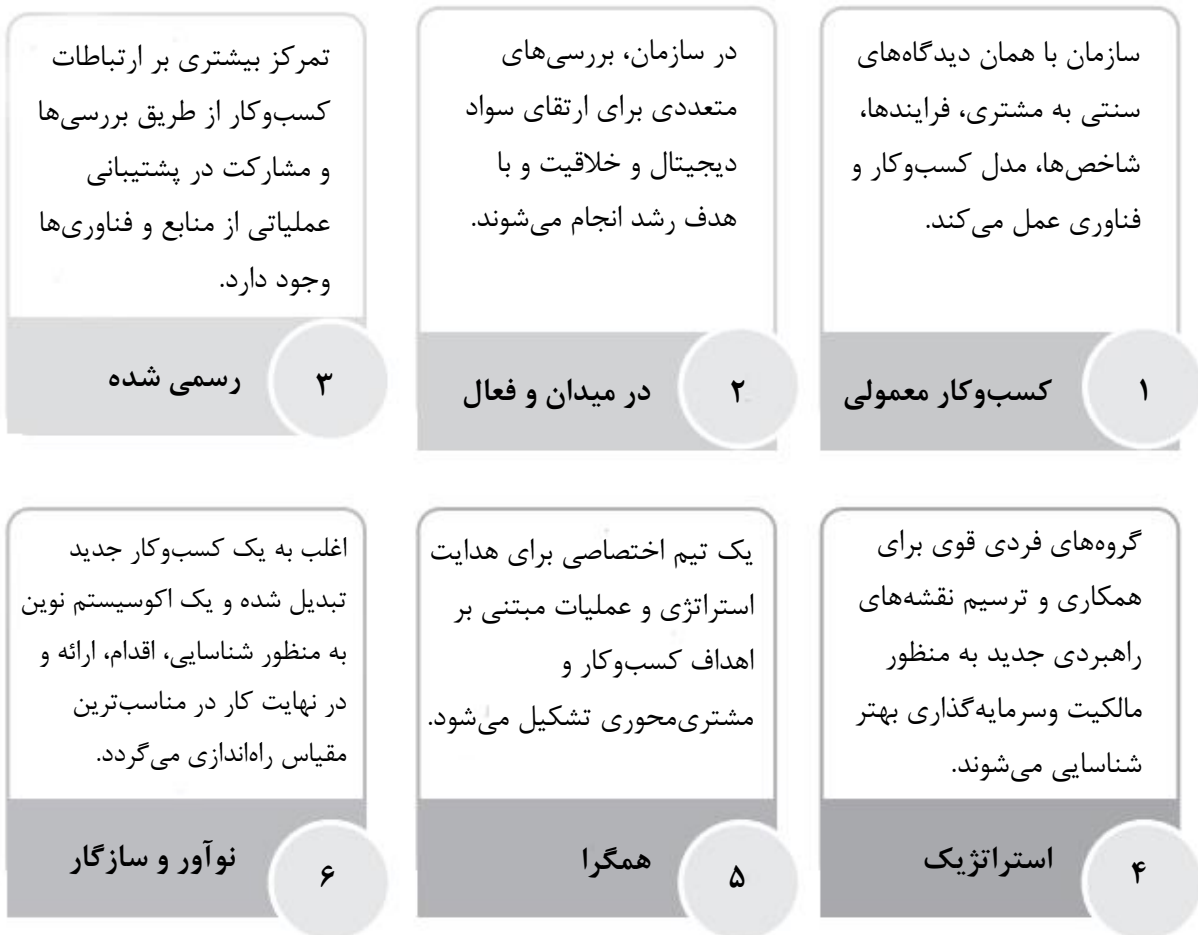 سازمان با همان دیدگاه‌های
سنتی به مشتری، فرایندها،
شاخص‌ها، مدل کسب‌وکار و
فناوری عمل می‌کند.
۱
کسب‌وکار معمولی
در سازمان، بررسی‌های
متعددی برای ارتقای سواد
دیجیتال و خلاقیت و با
هدف رشد انجام می‌شوند.
۲
در میدان و فعال
تمرکز بیشتری بر ارتباطات
کسب‌وکار از طریق بررسی‌ها
و مشارکت در پشتیبانی
عملیاتی از منابع و فناوری‌ها
وجود دارد.
۳
رسمی شده
گروه‌های فردی قوی برای
همکاری و ترسیم نقشه‌های
راهبردی جدید به منظور
مالکیت وسرمایه‌گذاری بهتر
شناسایی می‌شوند.
۴
استراتژیک
یک تیم اختصاصی برای هدایت
استراتژی و عملیات مبتنی بر
اهداف کسب‌وکار و
مشتری‌محوری تشکیل می‌شود.
۵
همگرا
اغلب به یک کسب‌وکار جدید
تبدیل شده و یک اکوسیستم نوین
به منظور شناسایی، اقدام، ارائه و
در نهایت کار در مناسب‌ترین
مقیاس راه‌اندازی می‌گردد.
۶
نوآور و سازگار